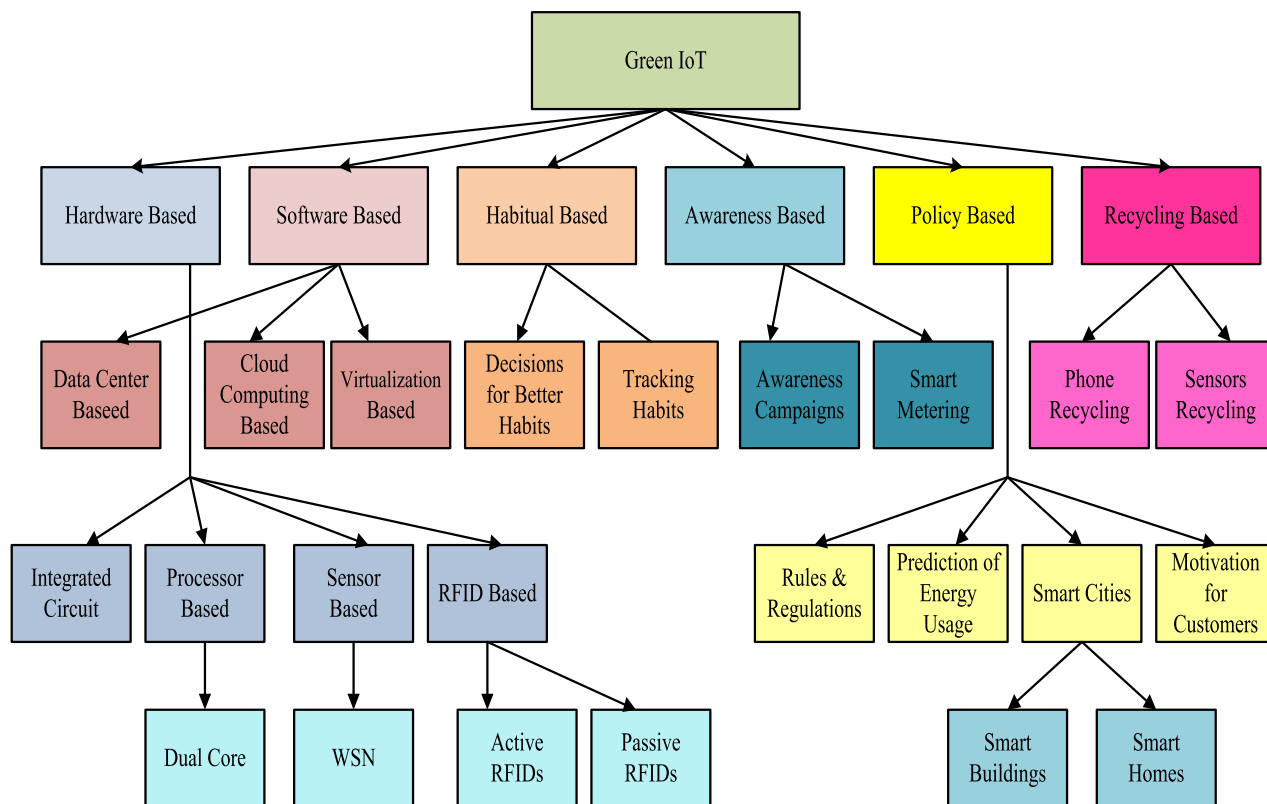 Green IoT
Hardware Based
Software Based
Habitual Based
Awareness Based
Policy Based
Recycling Based
Data Center
Baseed
Cloud
Computing
Based
Virtualization
Based
Decisions
for Better
Habits
Tracking
Habits
Awareness
Campaigns
Smart
Metering
Phone
Recycling
Sensors
Recycling
Integrated
Circuit
Processor
Based
Sensor
Based
RFID Based
Rules &
Regulations
Prediction of
Energy
Usage
Smart Cities
Motivation
for
Customers
Dual Core
WSN
Active
RFIDs
Passive
RFIDs
Smart
Buildings
Smart
Homes